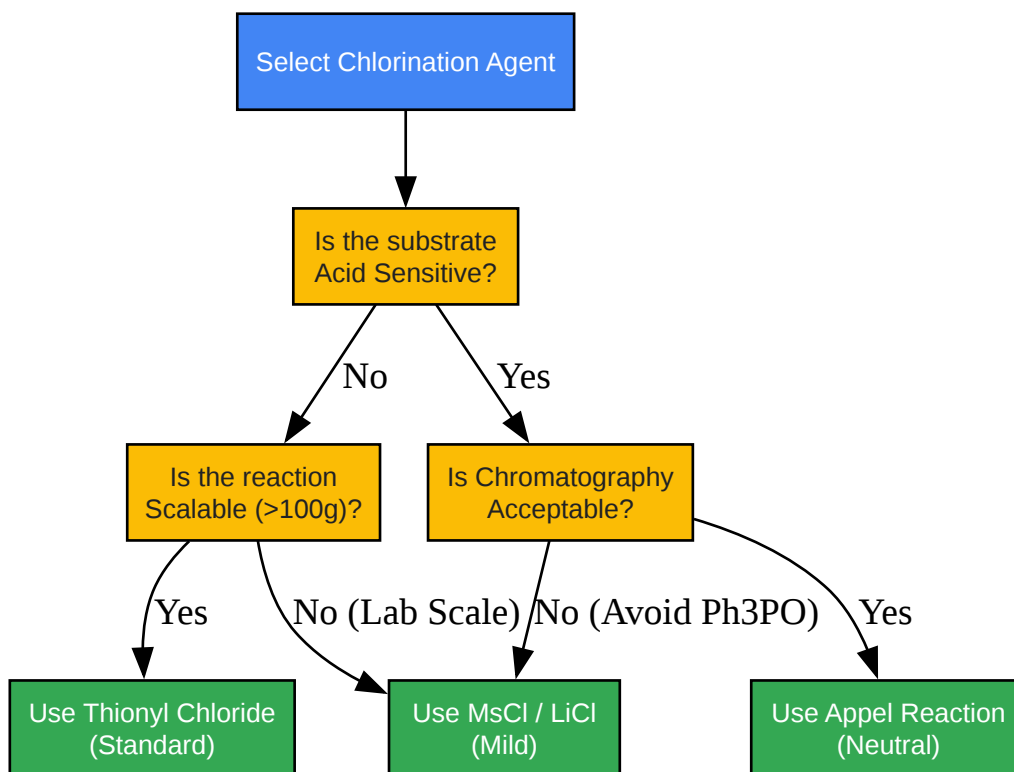 Select Chlorination Agent
Is the substrate
Acid Sensitive?
No
Yes
Is the reaction
Scalable (>100g)?
Is Chromatography
Acceptable?
Yes
No (Lab Scale)
No (Avoid Ph3PO)
Yes
Use Thionyl Chloride
(Standard)
Use MsCl / LiCl
(Mild)
Use Appel Reaction
(Neutral)